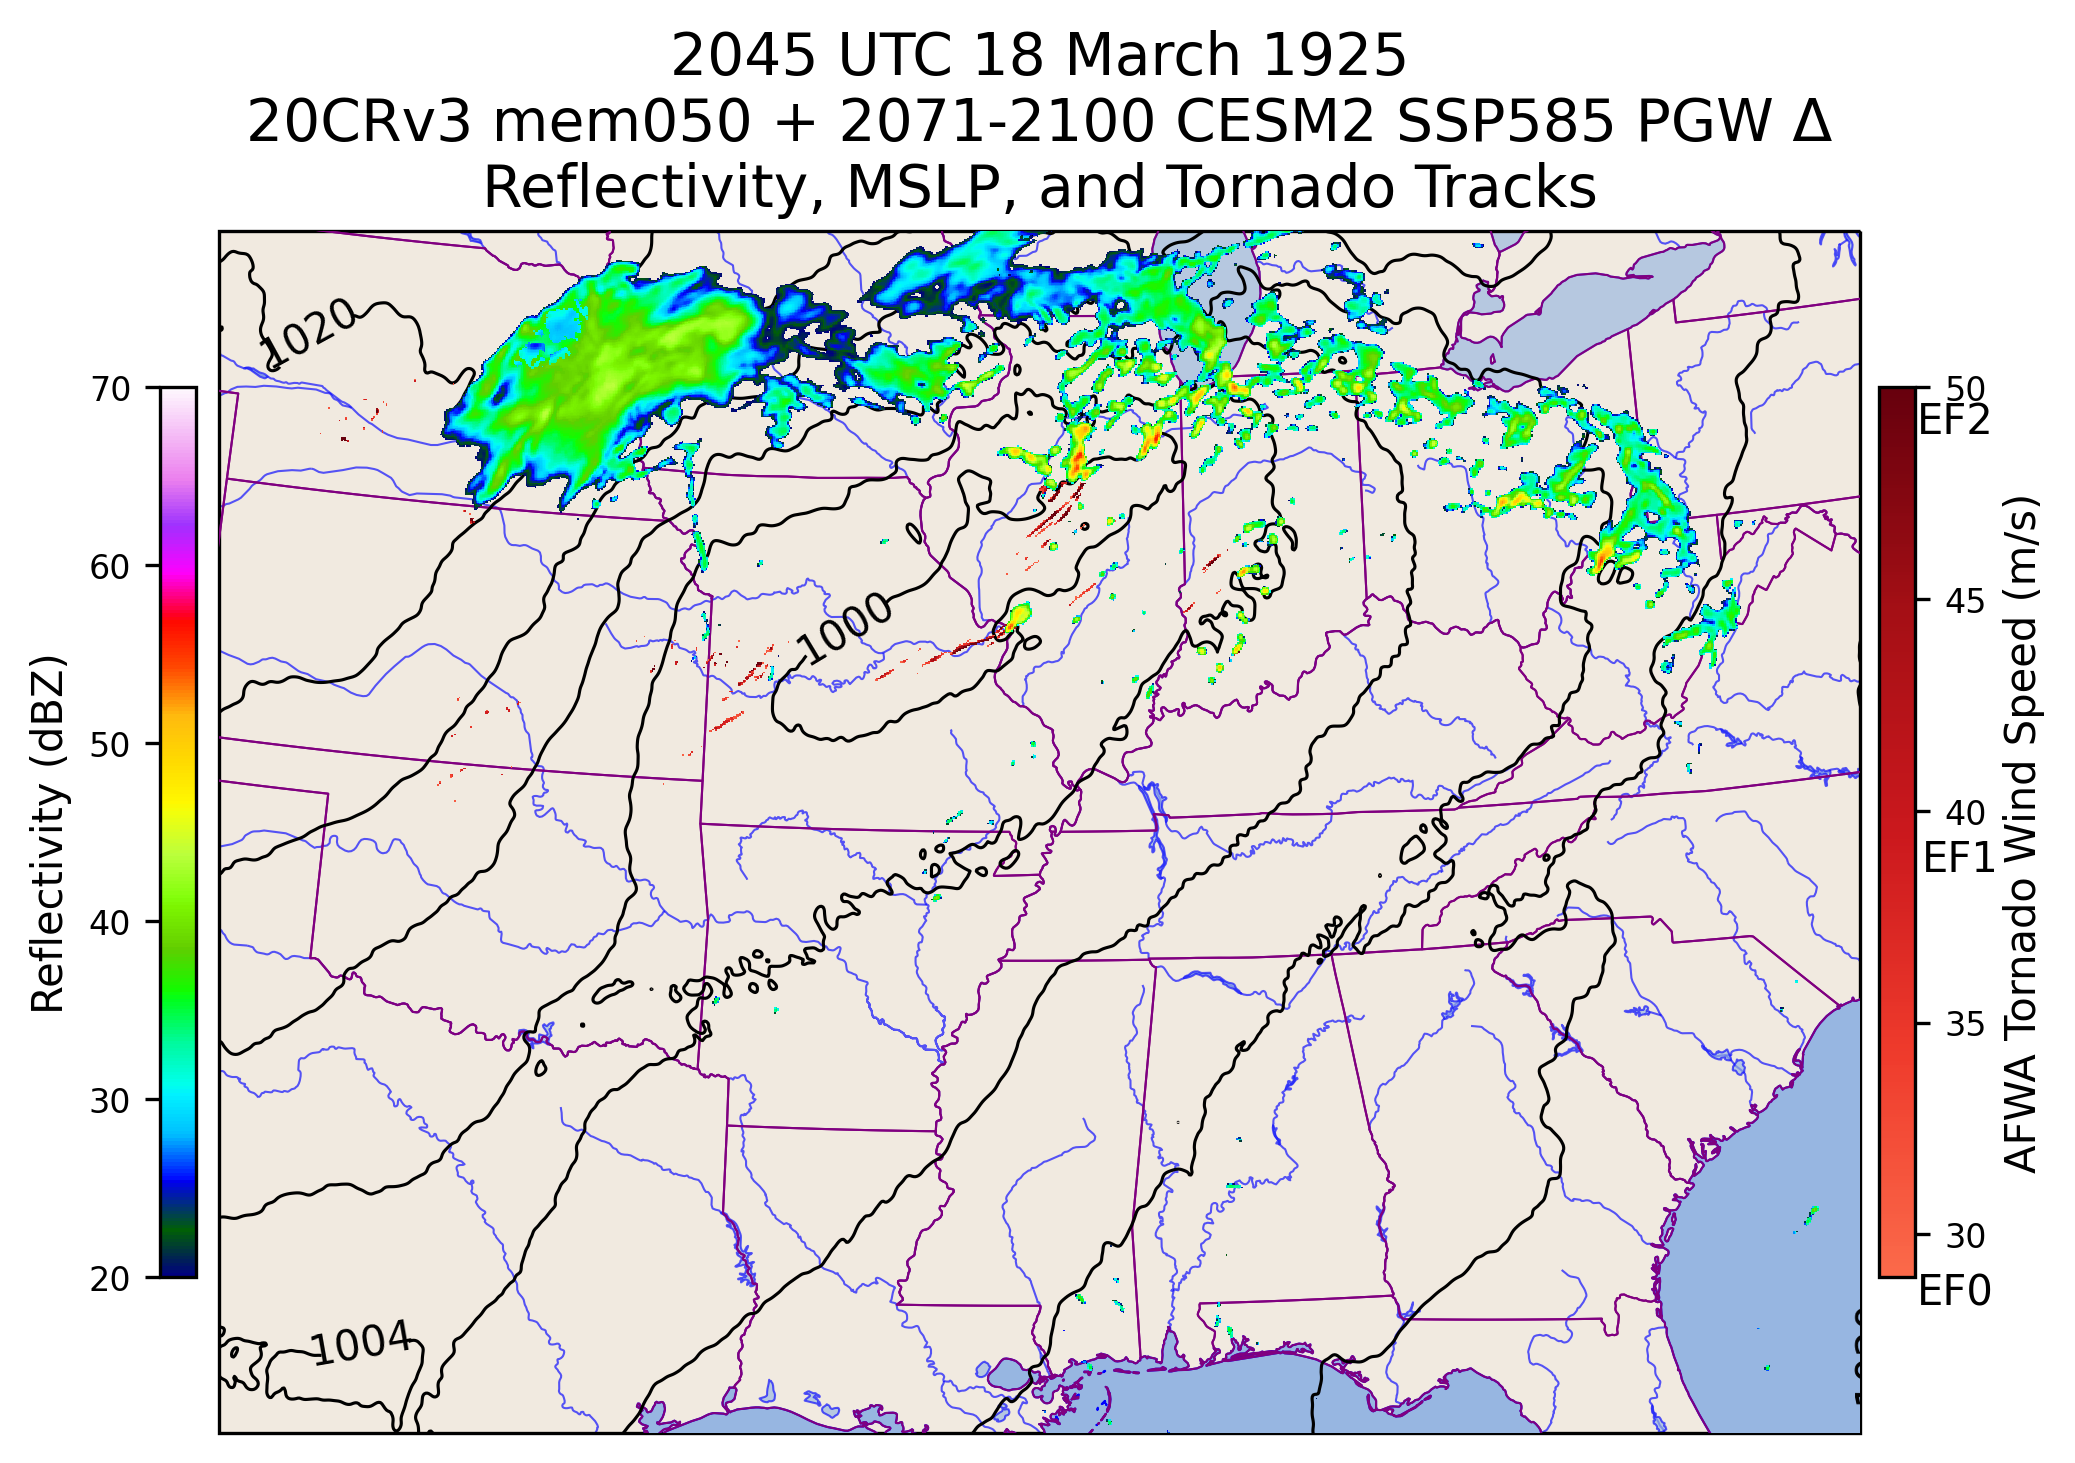 2045 UTC 18 March 1925
20CRv3 mem050 + 2071-2100 CESM2 SSP585 PGW Δ
Reflectivity, MSLP, and Tornado Tracks
1020
1000
1004
70
60
50
40
30
20
Reflectivity (dBZ)
50
EF2
45
40
EF1
35
30
EF0
AFWA Tornado Wind Speed (m/s)